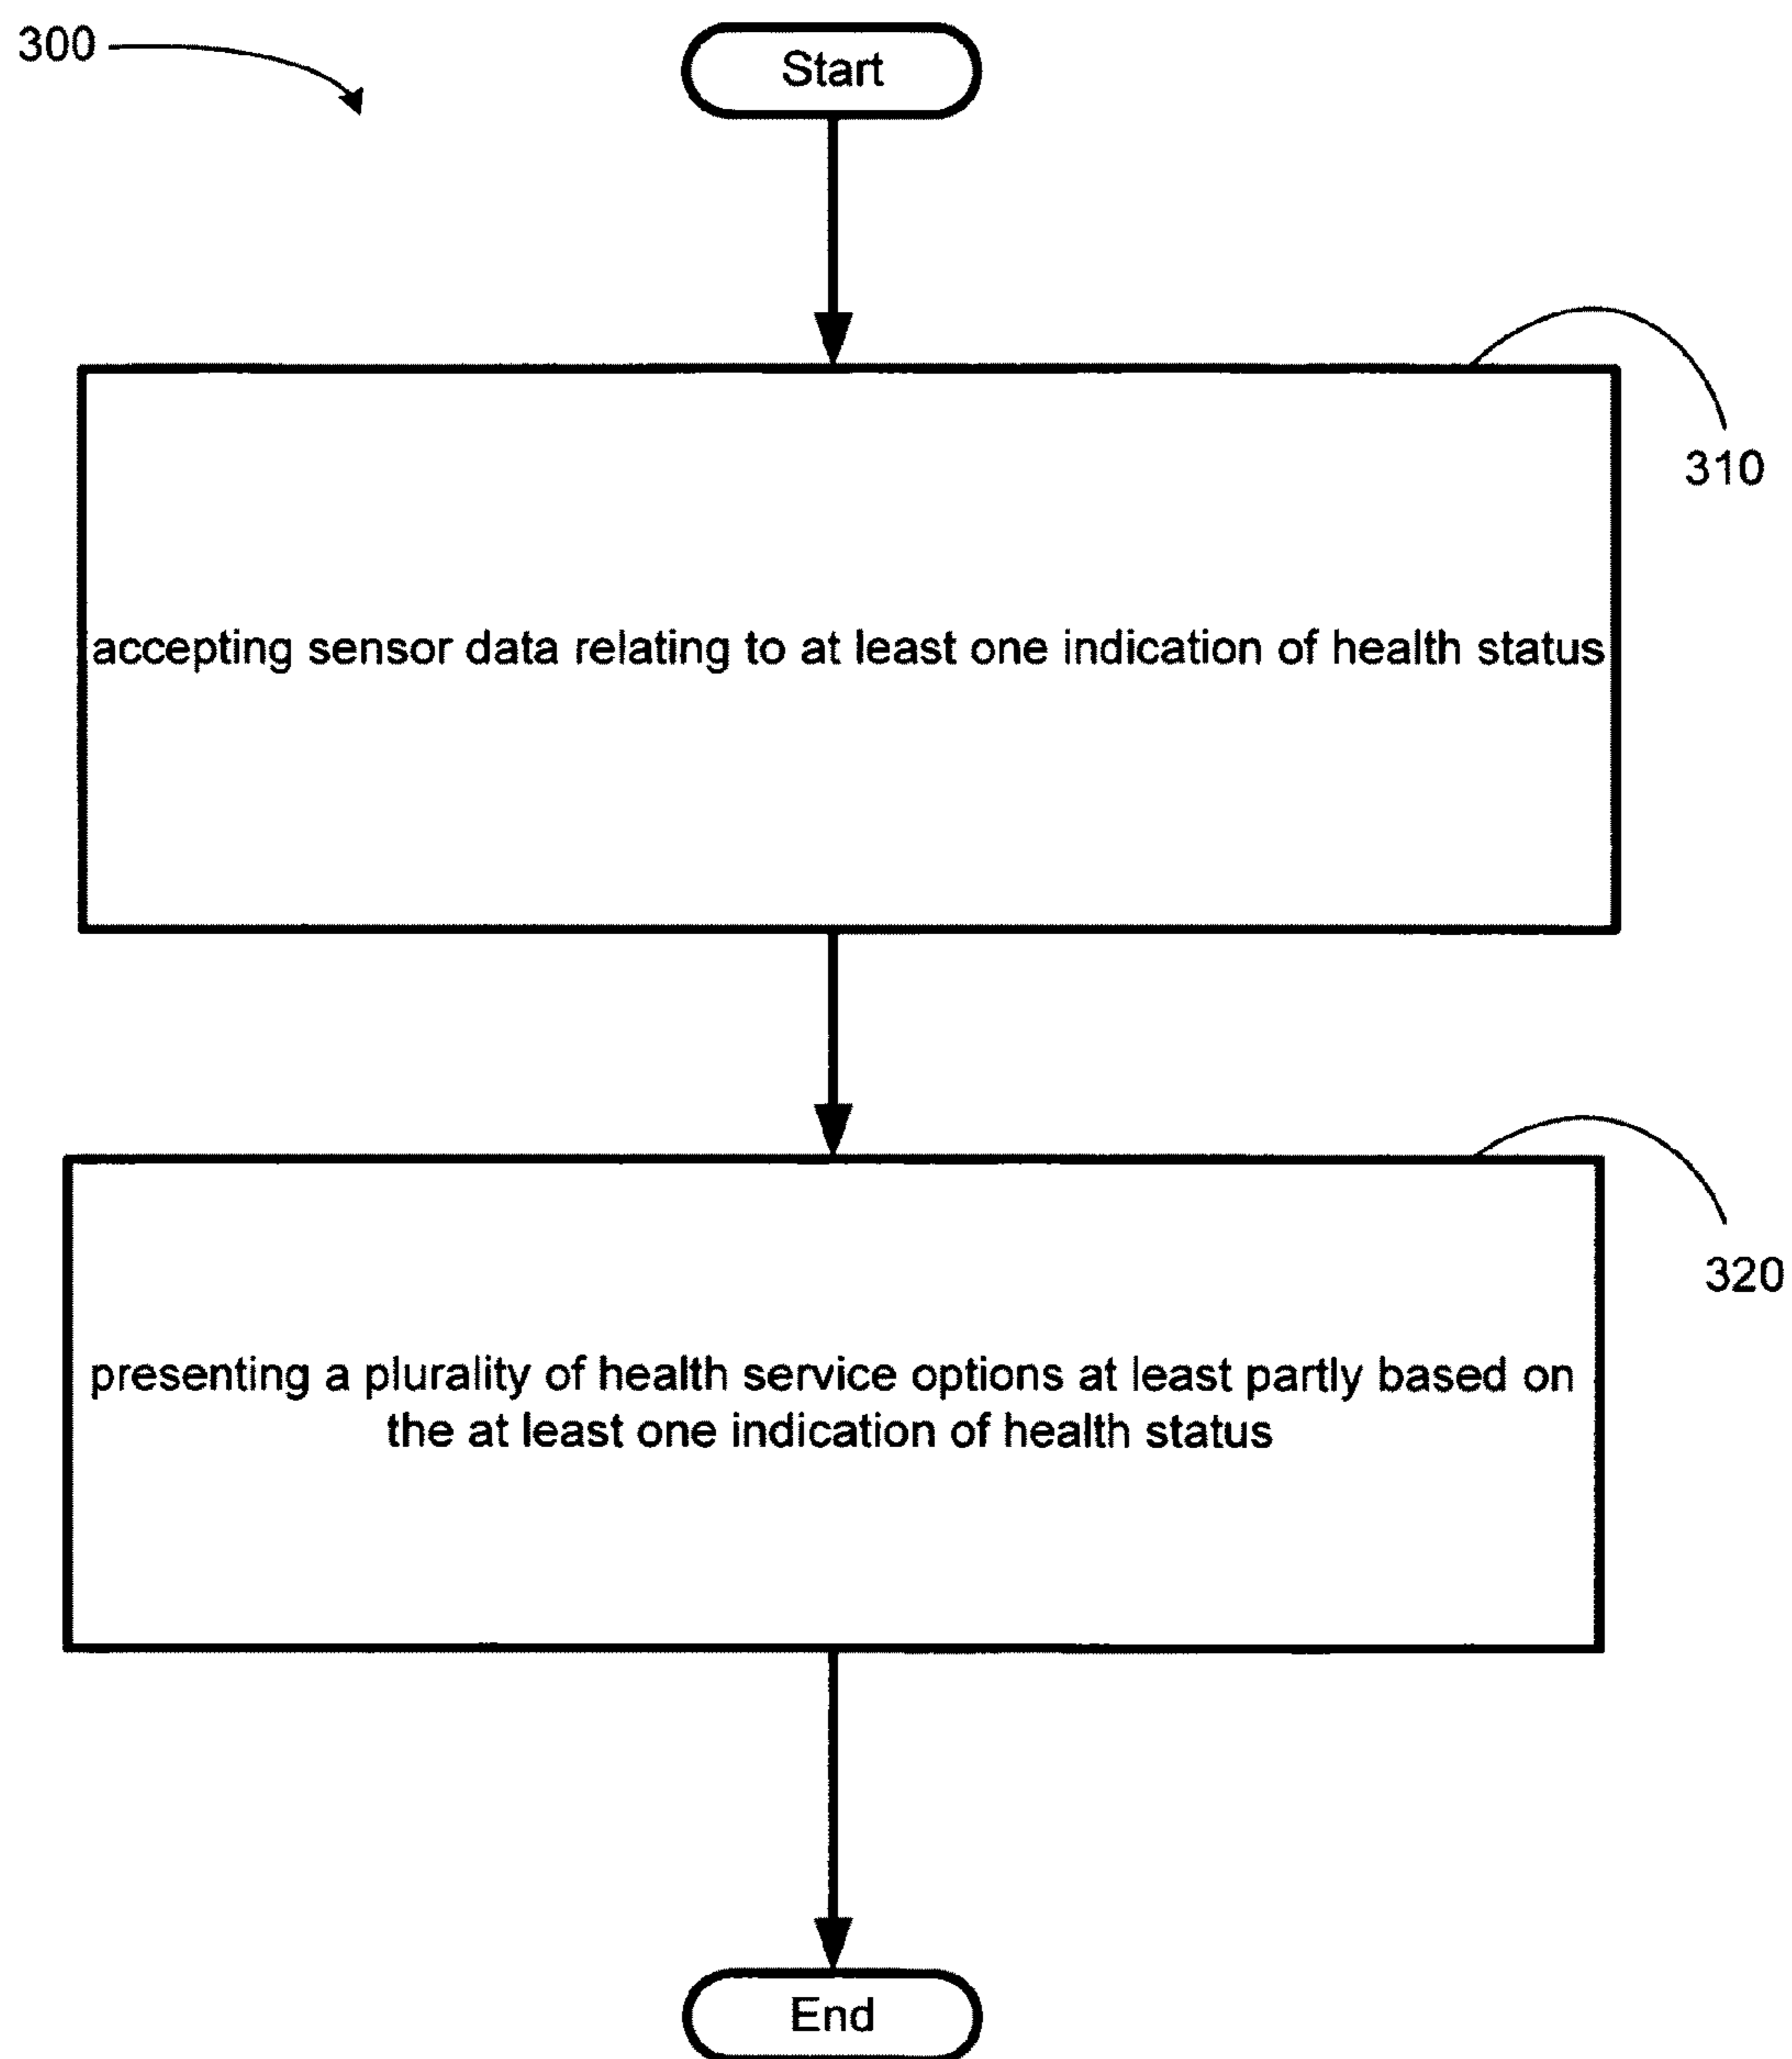 300
Start
310
accepting sensor data relating to at least one indication of health status
320
presenting a plurality of health service options at least partly based on
the at least one indication of health status
End